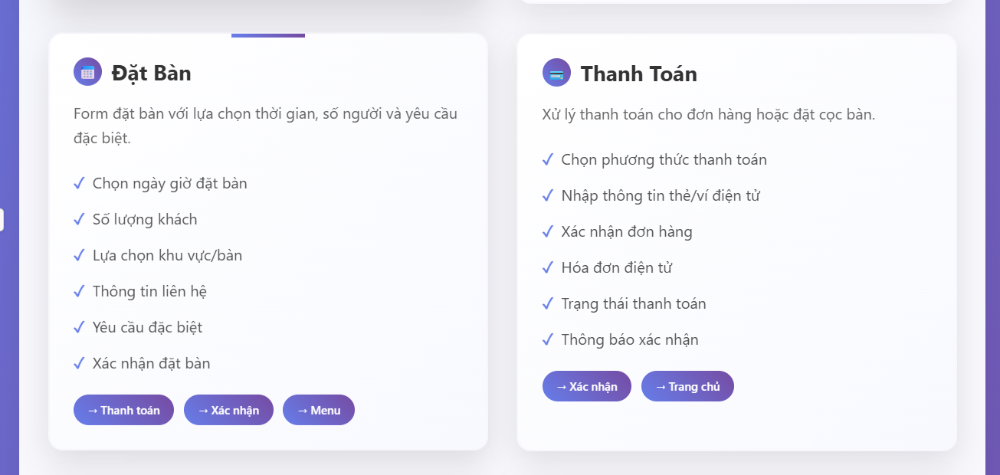 Đặt Bàn
Form đặt bàn với lựa chọn thời gian, số người và yêu cầu
đặc biệt.
✓ Chọn ngày giờ đặt bàn
✓ Số lượng khách
✓ Lựa chọn khu vực/bàn
✓ Thông tin liên hệ
✓ Yêu cầu đặc biệt
✓ Xác nhận đặt bàn
→ Thanh toán
→ Xác nhận
→ Menu
Thanh Toán
Xử lý thanh toán cho đơn hàng hoặc đặt cọc bàn.
✓ Chọn phương thức thanh toán
✓ Nhập thông tin thẻ/ví điện tử
✓ Xác nhận đơn hàng
✓ Hóa đơn điện tử
✓ Trạng thái thanh toán
✓ Thông báo xác nhận
→ Xác nhận
→ Trang chủ